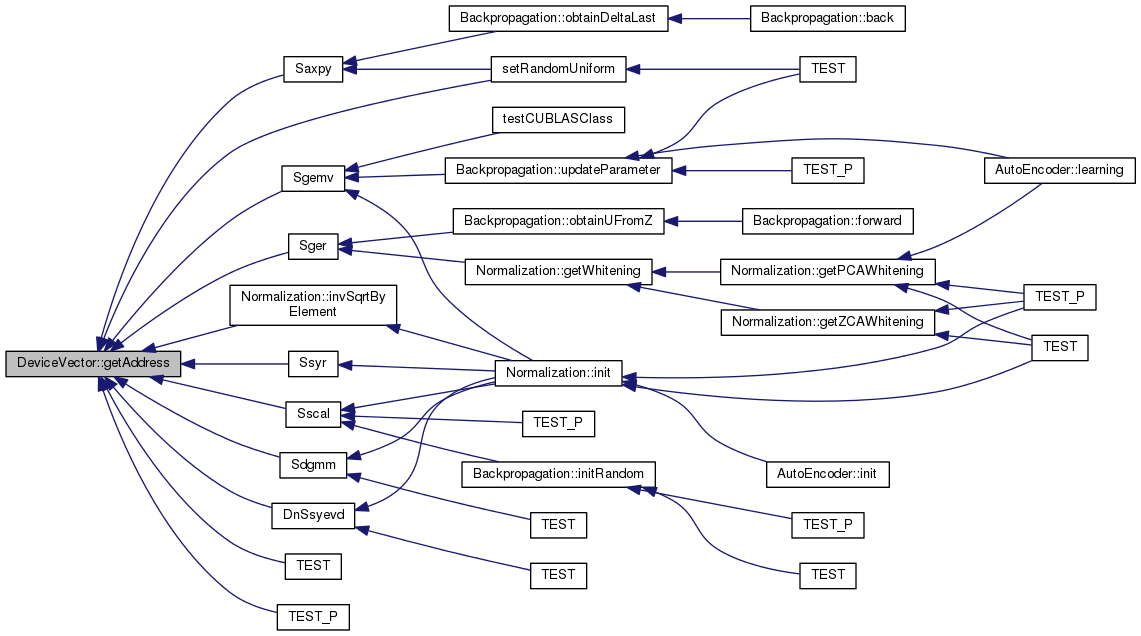 Backpropagation::obtainDeltaLast
Backpropagation::back
Saxpy
setRandomUniform
TEST
testCUBLASClass
Sgemv
Backpropagation::updateParameter
TEST_P
AutoEncoder::learning
Sger
Backpropagation::obtainUFromZ
Backpropagation::forward
Normalization::getWhitening
Normalization::getPCAWhitening
Normalization::invSqrtBy
Element
TEST_P
Normalization::getZCAWhitening
TEST
DeviceVector::getAddress
Ssyr
Normalization::init
Sscal
TEST_P
Sdgmm
Backpropagation::initRandom
AutoEncoder::init
DnSsyevd
TEST
TEST_P
TEST
TEST
TEST
TEST_P